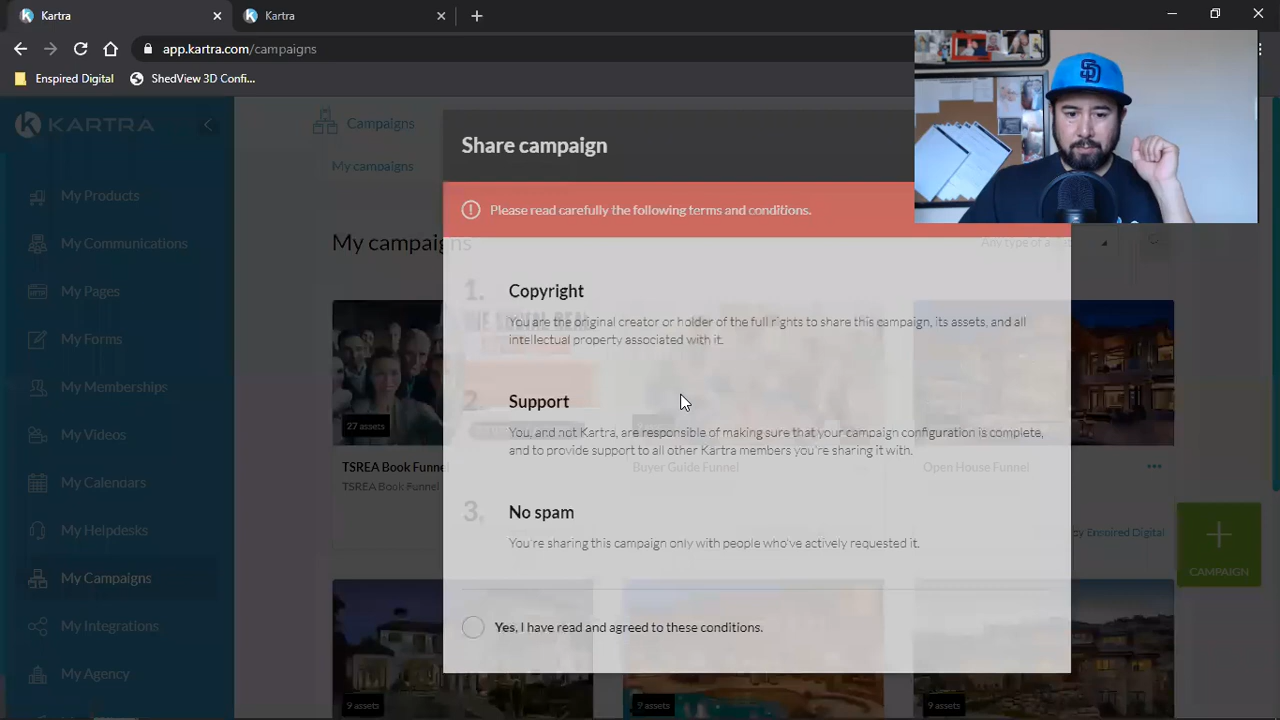 Kartra
Kartra
app.kartra.com/campaigns
Enspired Digital
ShedView 3D Confi...
KARTRA
Campaigns
Share campaign
My campaigns
Please read carefully the following terms and conditions.
My Products
My Communications
My campaigns
Any type of a
My Pages
1. Copyright
You are the original creator or holder of the full rights to share this campaign, its assets, and all
intellectual property associated with it.
My Forms
My Memberships
2. Support
27 assets
You, and not Kartra, are responsible of making sure that your campaign configuration is complete,
and to provide support to all other Kartra members you're sharing it with.
My Videos
TSREA Book Funnel
Buyer Guide Funnel
Open House Funnel
TSREA Book Funnel
My Calendars
3. No spam
You're sharing this campaign only with people who've actively requested it.
My Helpdesks
by Enspired Digital
CAMPAIGN
My Campaigns
My Integrations
Yes, I have read and agreed to these conditions.
My Agency
9 assets
9 assets
9 assets